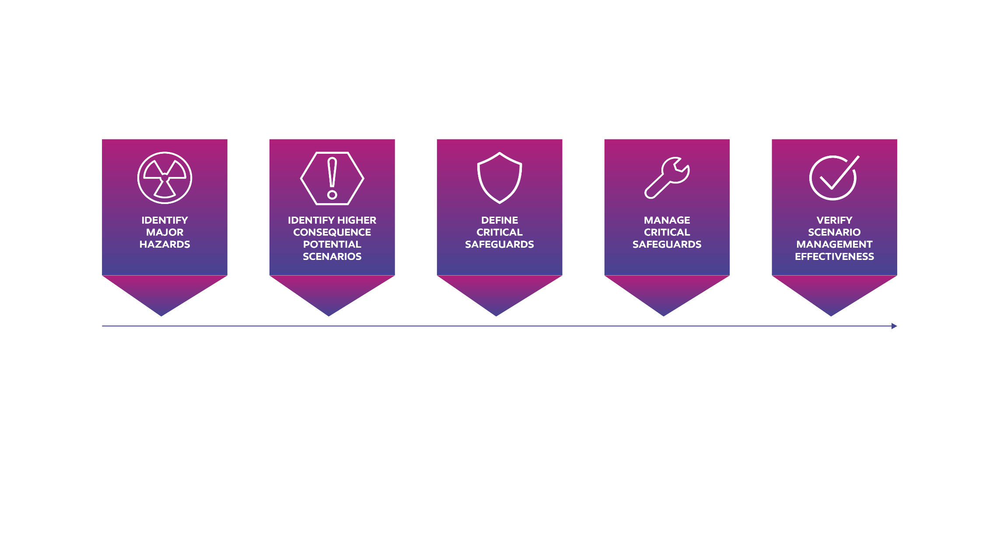 IDENTIFY
MAJOR
HAZARDS
IDENTIFY HIGHER
CONSEQUENCE
POTENTIAL
SCENARIOS
DEFINE
CRITICAL
SAFEGUARDS
MANAGE
CRITICAL
SAFEGUARDS
VERIFY
SCENARIO
MANAGEMENT
EFFECTIVENESS